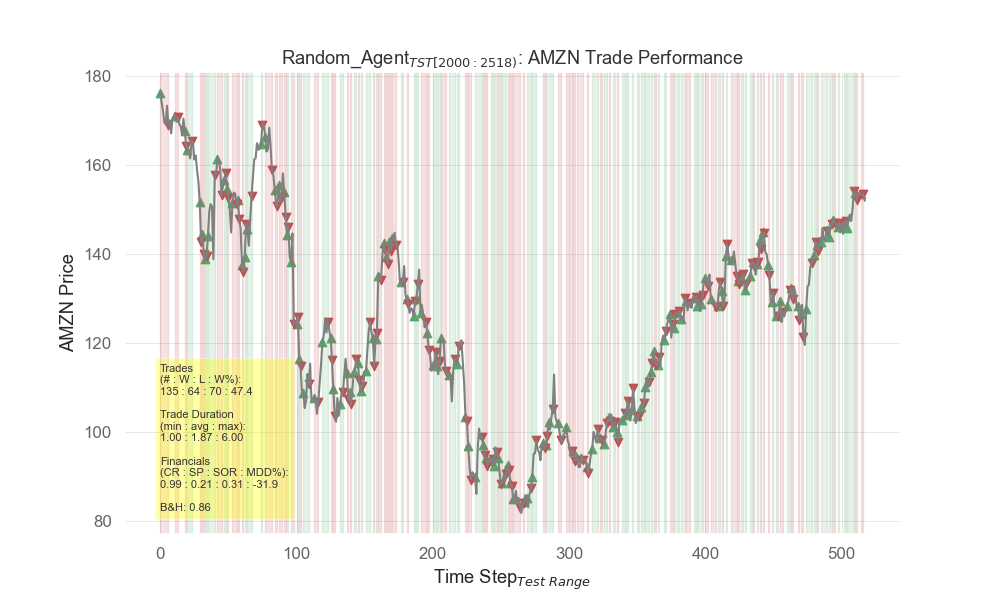 Random_Agent TST[2000 : 2518) : AMZN Trade Performance
180
160
140
120
100
80
AMZN Price
Trades
(# : W : L : W%):
135 : 64 : 70 : 47.4
Trade Duration
(min : avg : max):
1.00 : 1.87 : 6.00
Financials
(CR : SP : SOR : MDD%):
0.99 : 0.21 : 0.31 : -31.9
B&H: 0.86
0
100
200
300
400
500
Time Step Test Range